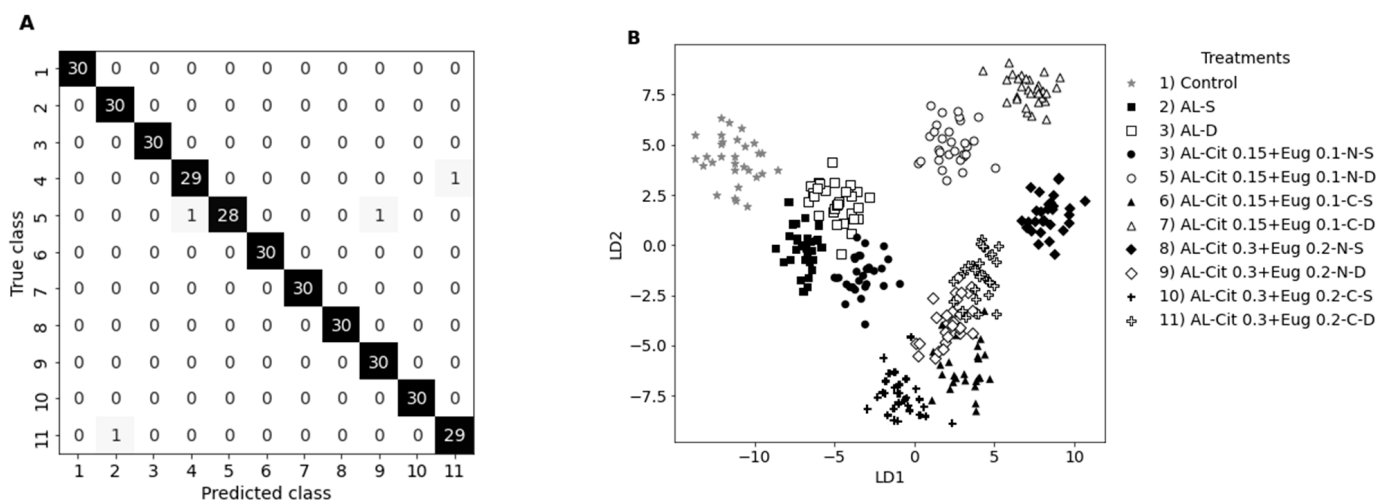 A
True class
1 30 0 0 0 0 0 0 0 0 0 0
2 0 30 0 0 0 0 0 0 0 0 0
3 0 0 30 0 0 0 0 0 0 0 0
4 0 0 0 29 0 0 0 0 0 0 1
5 0 0 0 1 28 0 0 0 1 0 0
6 0 0 0 0 0 30 0 0 0 0 0
7 0 0 0 0 0 0 30 0 0 0 0
8 0 0 0 0 0 0 0 30 0 0 0
9 0 0 0 0 0 0 0 0 30 0 0
10 0 0 0 0 0 0 0 0 0 30 0
11 0 1 0 0 0 0 0 0 0 0 29
1 2 3 4 5 6 7 8 9 10 11
Predicted class
B
LD2
7.5
5.0
2.5
0.0
−2.5
−5.0
−7.5
−10 −5 0 5 10
LD1
Treatments
1) Control
2) AL-S
3) AL-D
3) AL-Cit 0.15+Eug 0.1-N-S
5) AL-Cit 0.15+Eug 0.1-N-D
6) AL-Cit 0.15+Eug 0.1-C-S
7) AL-Cit 0.15+Eug 0.1-C-D
8) AL-Cit 0.3+Eug 0.2-N-S
9) AL-Cit 0.3+Eug 0.2-N-D
10) AL-Cit 0.3+Eug 0.2-C-S
11) AL-Cit 0.3+Eug 0.2-C-D